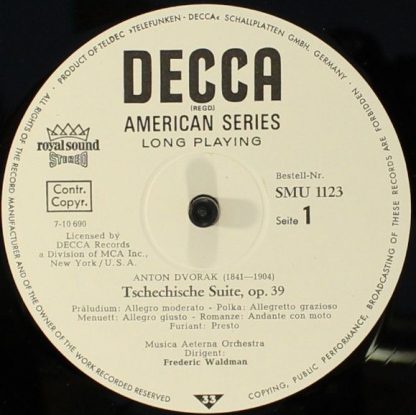 PRODUCT OF TELDEC »TELEFUNKEN - DECCA« SCHALLPLATTEN GMBH. GERMANY ·
ALL RIGHTS OF THE RECORD MANUFACTURER AND OF THE OWNER OF THE WORK RECORDED RESERVED
COPYING, PUBLIC PERFORMANCE, BROADCASTING OF THESE RECORDS ARE FORBIDDEN
DECCA
(REGD.)
AMERICAN SERIES
LONG PLAYING
royal sound
STEREO
Contr.
Copyr.
7-10 690
Licensed by
DECCA Records
a Division of MCA Inc.,
New York / U.S.A.
Bestell-Nr.
SMU 1123
Seite 1
ANTON DVORAK (1841—1904)
Tschechische Suite, op. 39
Präludium: Allegro moderato - Polka: Allegretto grazioso
Menuett: Allegro giusto - Romanze: Andante con moto
Furiant: Presto
Musica Aeterna Orchestra
Dirigent:
Frederic Waldman
33